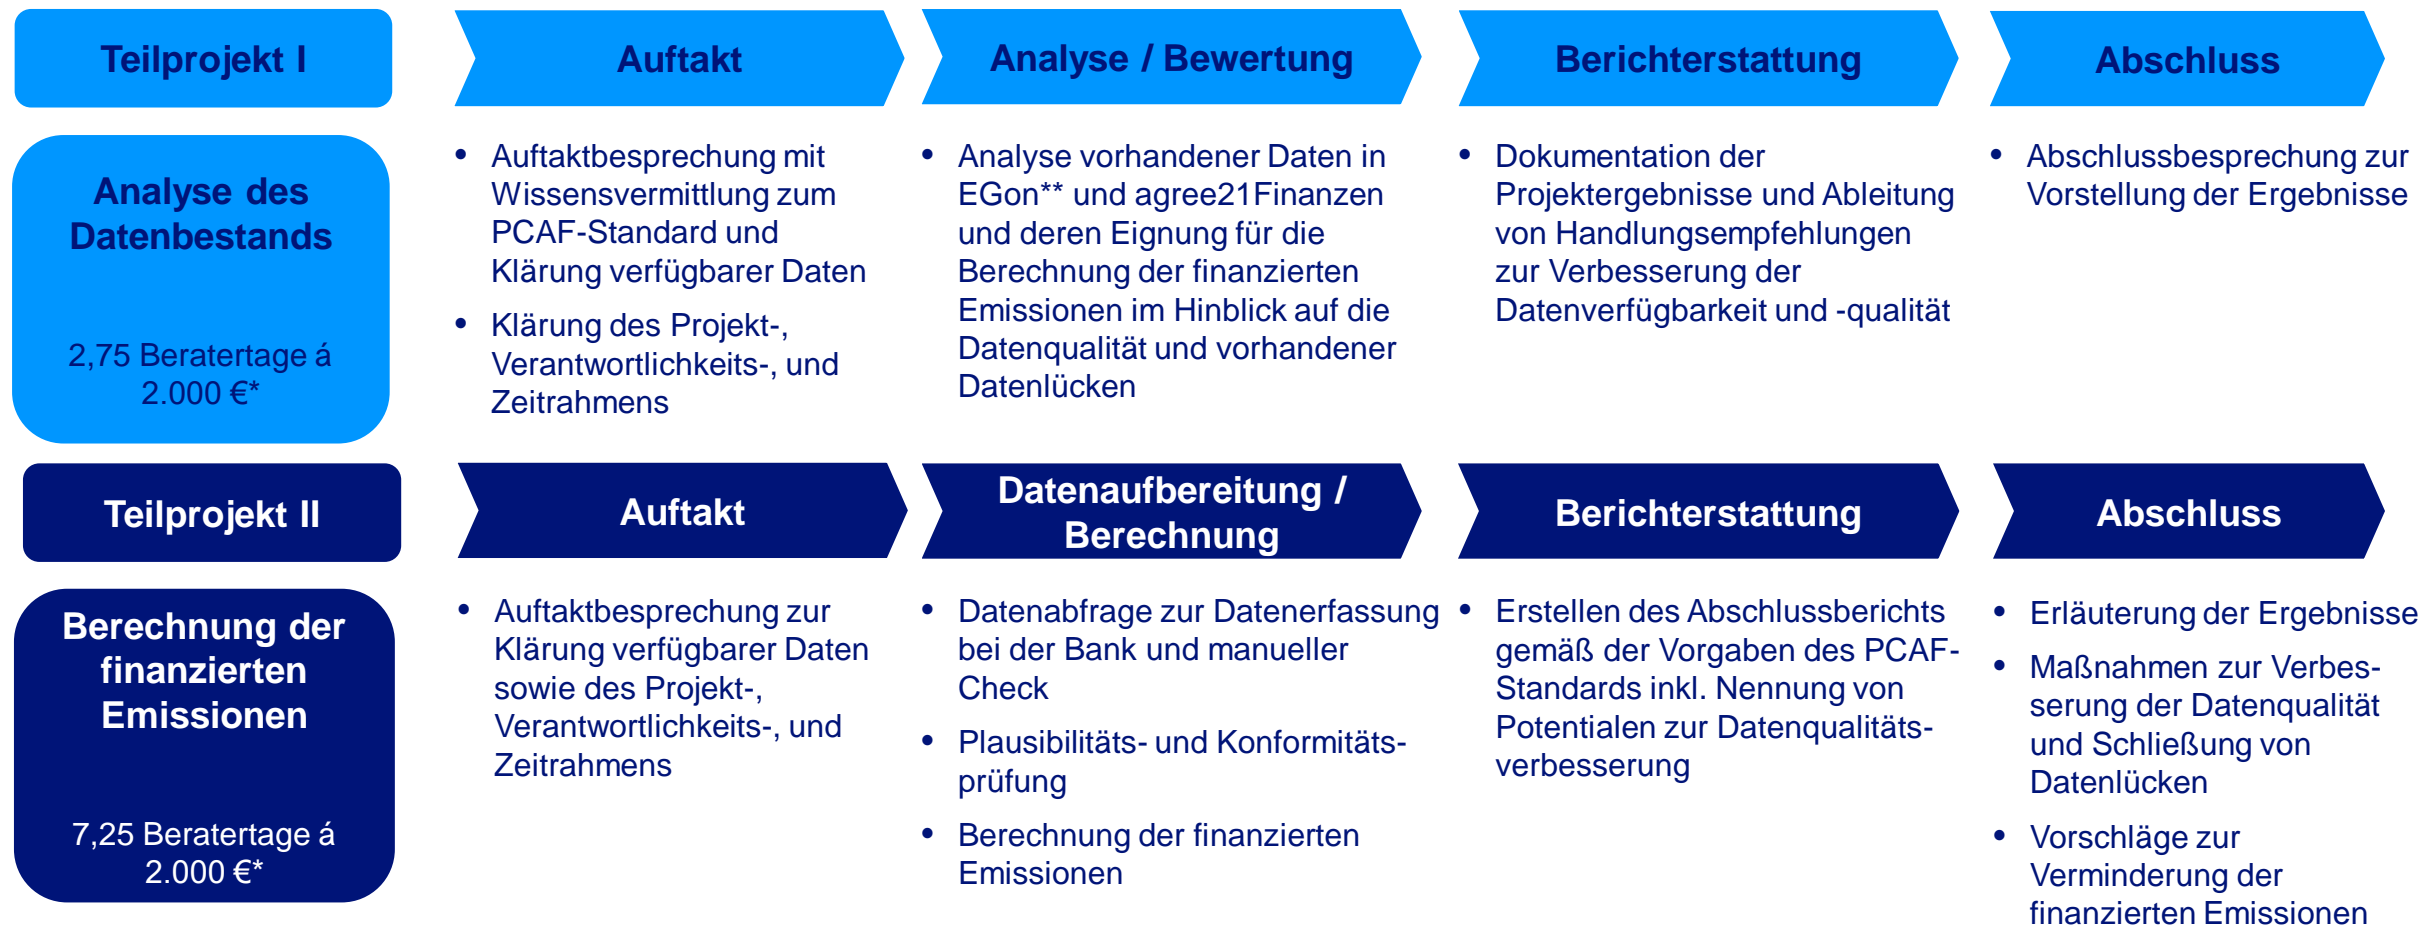 Teilprojekt I
Auftakt
Analyse / Bewertung
Berichterstattung
Abschluss
Analyse des
Datenbestands
2,75 Beratertage á
2.000 €*
• Auftaktbesprechung mit
Wissensvermittlung zum
PCAF-Standard und
Klärung verfügbarer Daten
• Klärung des Projekt-,
Verantwortlichkeits-, und
Zeitrahmens
• Analyse vorhandener Daten in
EGon** und agree21Finanzen
und deren Eignung für die
Berechnung der finanzierten
Emissionen im Hinblick auf die
Datenqualität und vorhandener
Datenlücken
• Dokumentation der
Projektergebnisse und Ableitung
von Handlungsempfehlungen
zur Verbesserung der
Datenverfügbarkeit und -qualität
• Abschlussbesprechung zur
Vorstellung der Ergebnisse
Teilprojekt II
Auftakt
Datenaufbereitung /
Berechnung
Berichterstattung
Abschluss
Berechnung der
finanzierten
Emissionen
7,25 Beratertage á
2.000 €*
• Auftaktbesprechung zur
Klärung verfügbarer Daten
sowie des Projekt-,
Verantwortlichkeits-, und
Zeitrahmens
• Datenabfrage zur Datenerfassung
bei der Bank und manueller
Check
• Plausibilitäts- und Konformitäts-
prüfung
• Berechnung der finanzierten
Emissionen
• Erstellen des Abschlussberichts
gemäß der Vorgaben des PCAF-
Standards inkl. Nennung von
Potentialen zur Datenqualitäts-
verbesserung
• Erläuterung der Ergebnisse
• Maßnahmen zur Verbes-
serung der Datenqualität
und Schließung von
Datenlücken
• Vorschläge zur
Verminderung der
finanzierten Emissionen